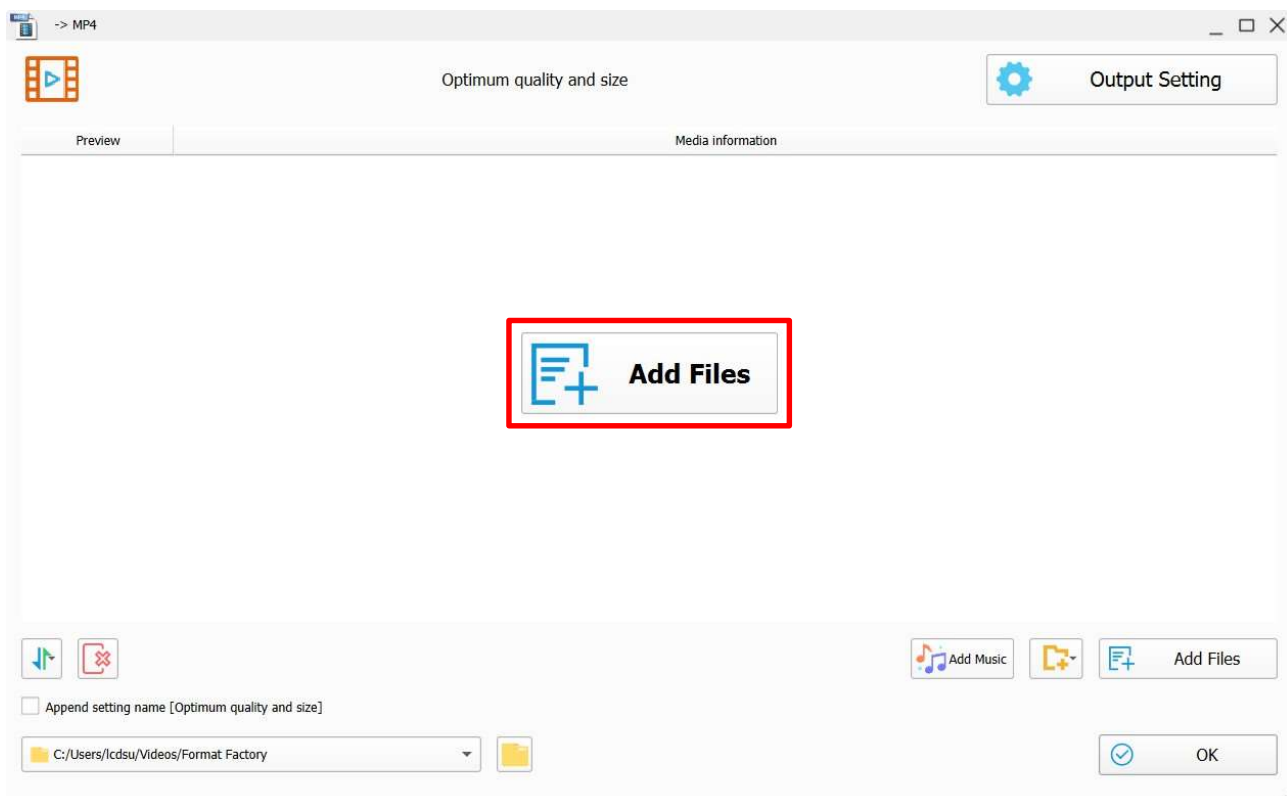 -> MP4
Optimum quality and size
Output Setting
Preview
Media information
Add Files
Add Music
Add Files
Append setting name [Optimum quality and size]
C:/Users/lcdsu/Videos/Format Factory
OK